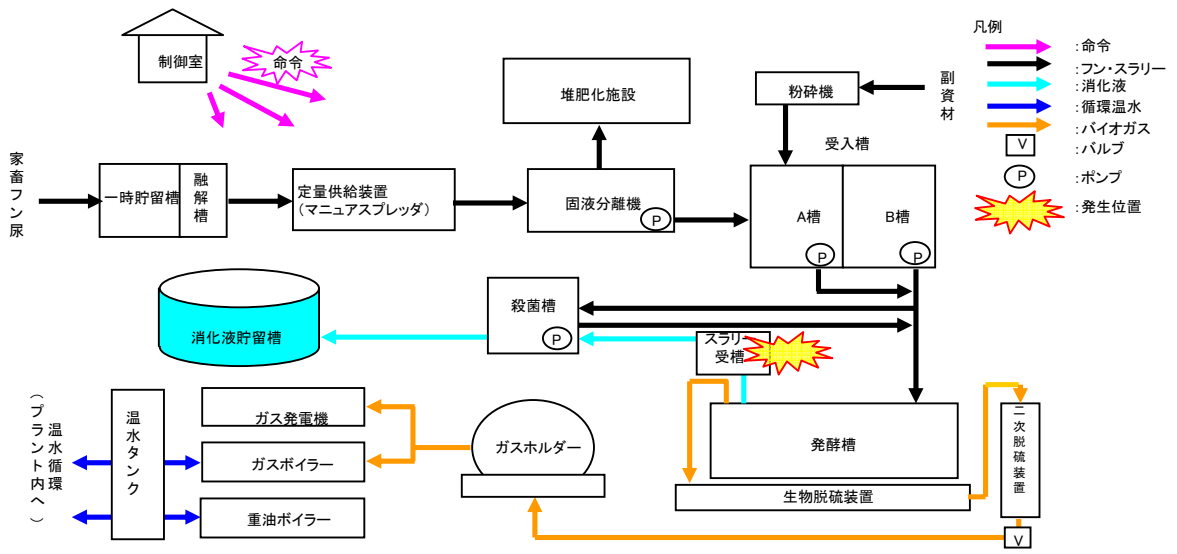 制御室
命令
凡例
:命令
:フン・スラリー
:消化液
:循環温水
:バイオガス
V
:バルブ
P
:ポンプ
:発生位置
堆肥化施設
粉砕機
副資材
受入槽
家畜フン尿
一時貯留槽
融解槽
定量供給装置
（マニュアスプレッダ）
固液分離機
P
A槽
P
B槽
P
殺菌槽
P
消化液貯留槽
スラリー
受槽
温水循環
（プラント内へ）
温水タンク
ガス発電機
ガスボイラー
重油ボイラー
ガスホルダー
発酵槽
生物脱硫装置
二次脱硫装置
V